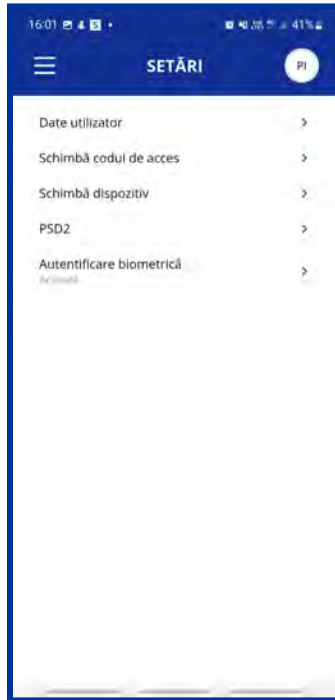 16:01
41%
SETĂRI
PI
Date utilizator
Schimbă codul de acces
Schimbă dispozitiv
PSD2
Autentificare biometrică